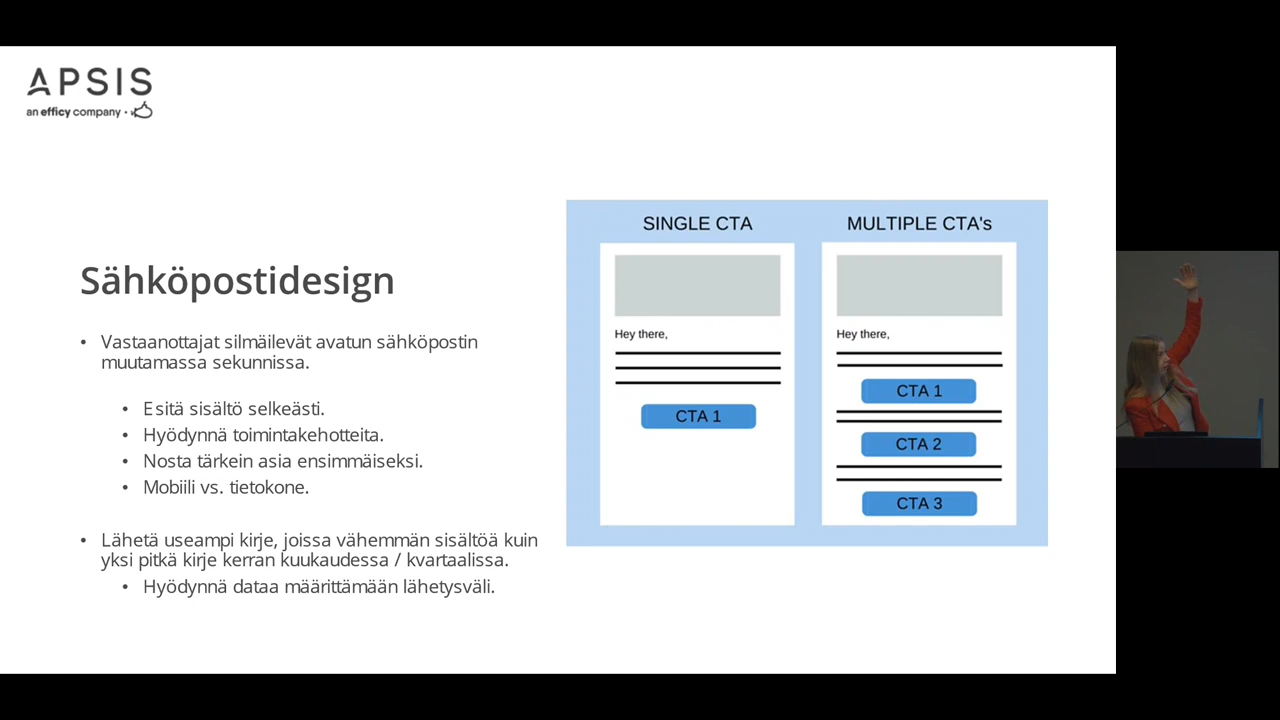 APSIS
an efficy company
Sähköpostidesign
• Vastaanottajat silmäilevät avatun sähköpostin
muutamassa sekunnissa.
• Esitä sisältö selkeästi.
• Hyödynnä toimintakehotteita.
• Nosta tärkein asia ensimmäiseksi.
• Mobiili vs. tietokone.
• Lähetä useampi kirje, joissa vähemmän sisältöä kuin
yksi pitkä kirje kerran kuukaudessa / kvartaalissa.
• Hyödynnä dataa määrittämään lähetysväli.
SINGLE CTA
Hey there,
CTA 1
MULTIPLE CTA's
Hey there,
CTA 1
CTA 2
CTA 3